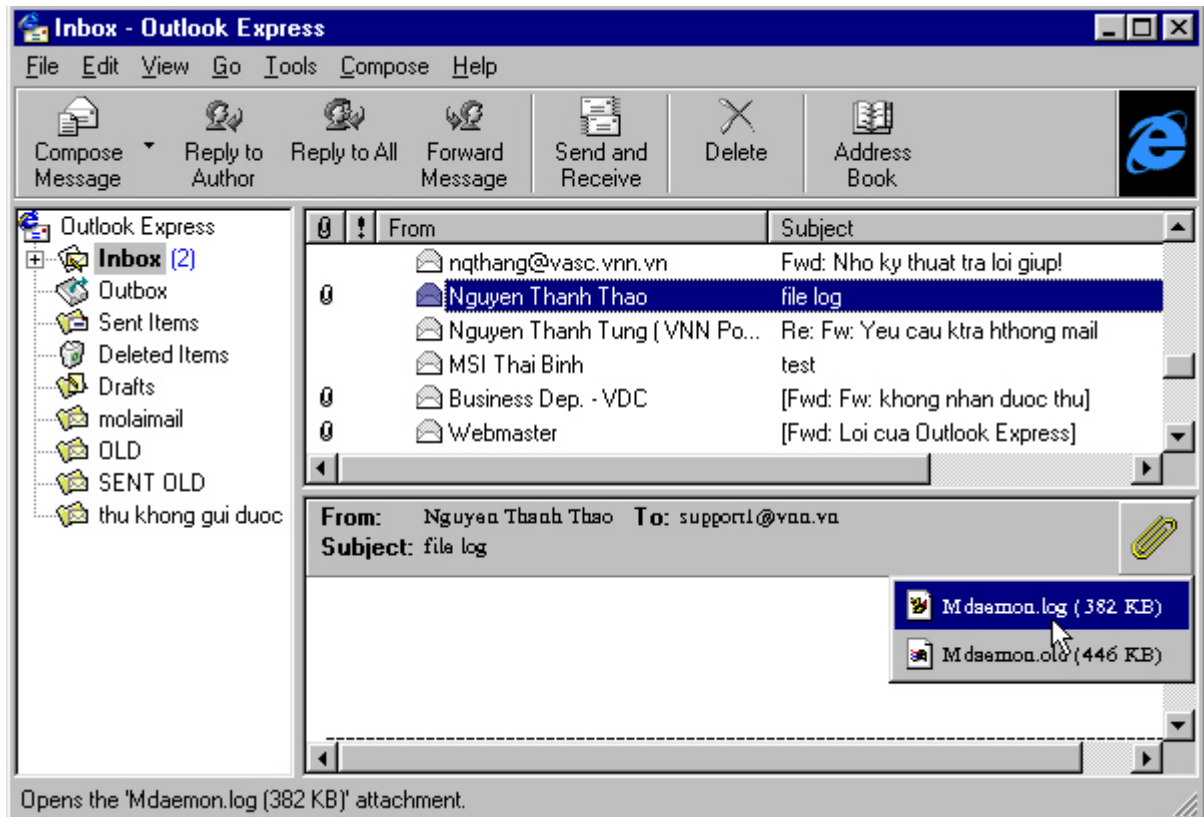 Inbox - Outlook Express
File Edit View Go Tools Compose Help
Compose Message
Reply to Author
Reply to All
Forward Message
Send and Receive
Delete
Address Book
Outlook Express
Inbox (2)
Outbox
Sent Items
Deleted Items
Drafts
molaimail
OLD
SENT OLD
thu khong gui duoc
From Subject
nqthang@vasc.vnn.vn Fwd: Nho ky thuat tra loi giup!
Nguyen Thanh Thao file log
Nguyen Thanh Tung ( VNN Po... Re: Fw: Yeu cau ktra hthong mail
MSI Thai Binh test
Business Dep. - VDC [Fwd: Fw: khong nhan duoc thu]
Webmaster [Fwd: Loi cua Outlook Express]
From: Nguyen Thanh Thao To: support1@vnn.vn
Subject: file log
Mdaemon.log (382 KB)
Mdaemon.old (446 KB)
Opens the 'Mdaemon.log (382 KB)' attachment.